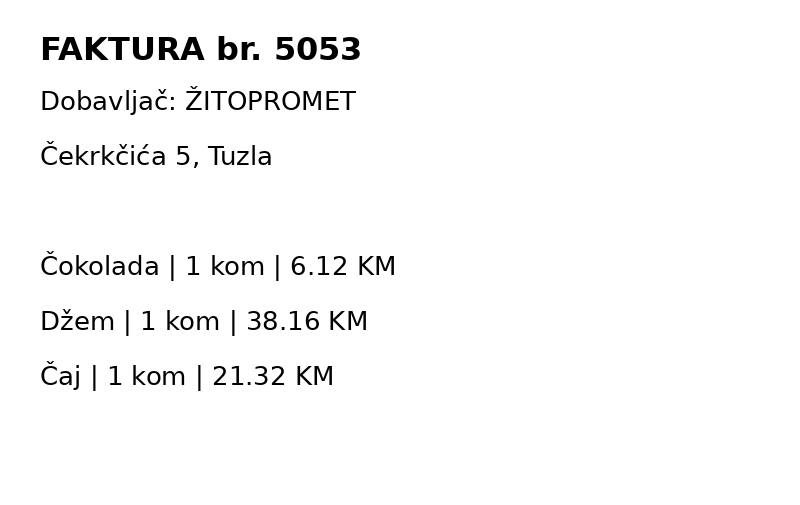 FAKTURA br. 5053
Dobavljač: ŽITOPROMET
Čekrkčića 5, Tuzla
Čokolada | 1 kom | 6.12 KM
Džem | 1 kom | 38.16 KM
Čaj | 1 kom | 21.32 KM